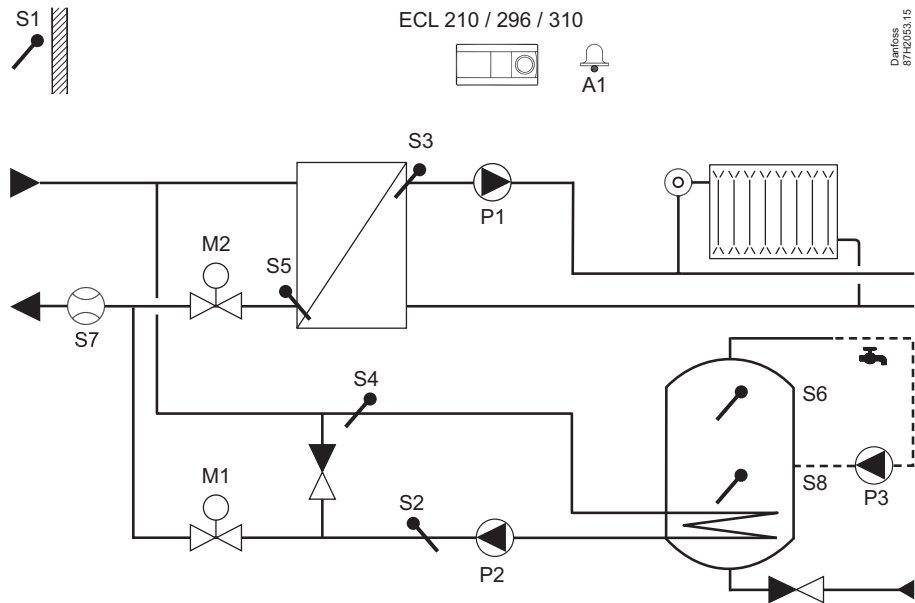 S1
ECL 210 / 296 / 310
A1
Danfoss
87H2053.15
S3
P1
M2
S5
S7
S4
S6
M1
S2
S8
P3
P2